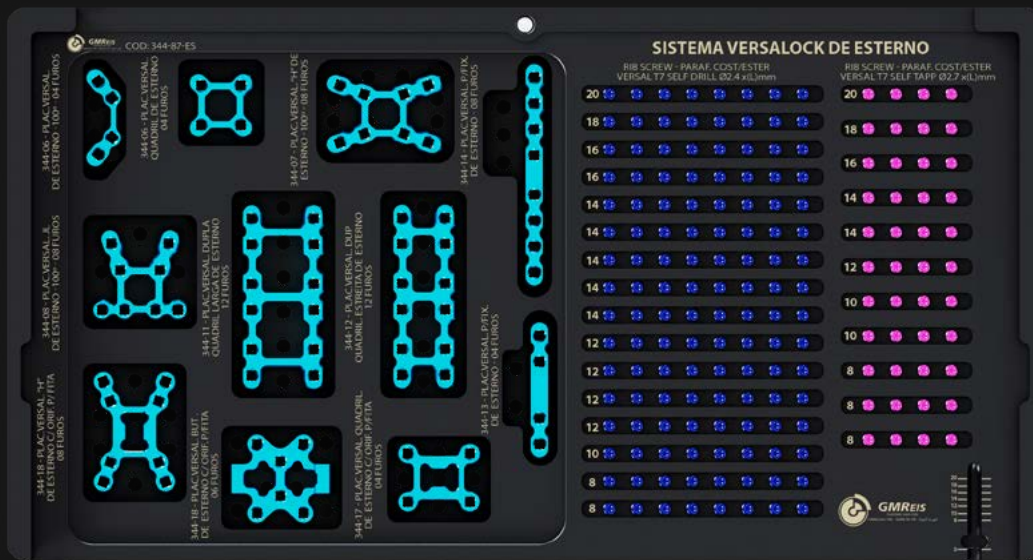 GMREIS
COD: 344-87-ES
344-06 - PLAC.VERSAL.
DE ESTERNO - 100º - 04 FUROS
344-06 - PLAC.VERSAL.
QUADRIL DE ESTERNO
04 FUROS
344-07 - PLAC.VERSAL. "H" DE
ESTERNO - 100º - 08 FUROS
344-14 - PLAC.VERSAL. P/FIX.
DE ESTERNO - 08 FUROS
344-08 - PLAC.VERSAL. JL
DE ESTERNO - 100º - 08 FUROS
344-11 - PLAC.VERSAL. DUPLA
QUADRIL LARGA DE ESTERNO
12 FUROS
344-12 - PLAC.VERSAL. DUP
QUADRIL ESTREITA DE ESTERNO
12 FUROS
344-13 - PLAC.VERSAL. P/FIX.
DE ESTERNO - 04 FUROS
344-18 - PLAC.VERSAL. "H"
DE ESTERNO C/ ORIF. P/ FITA
08 FUROS
344-18 - PLAC.VERSAL. BUT.
DE ESTERNO C/ORIF. P/FITA
06 FUROS
344-17 - PLAC.VERSAL. QUADRIL
DE ESTERNO C/ ORIF. P/FITA
04 FUROS
SISTEMA VERSALOCK DE ESTERNO
RIB SCREW - PARAF. COST/ESTER
VERSAL T7 SELF DRILL Ø2.4 x(L)mm
20
18
16
16
14
14
14
14
14
12
12
12
12
10
8
8
RIB SCREW - PARAF. COST/ESTER
VERSAL T7 SELF TAPP Ø2.7 x(L)mm
20
18
16
14
14
12
10
10
8
8
8
GMREIS